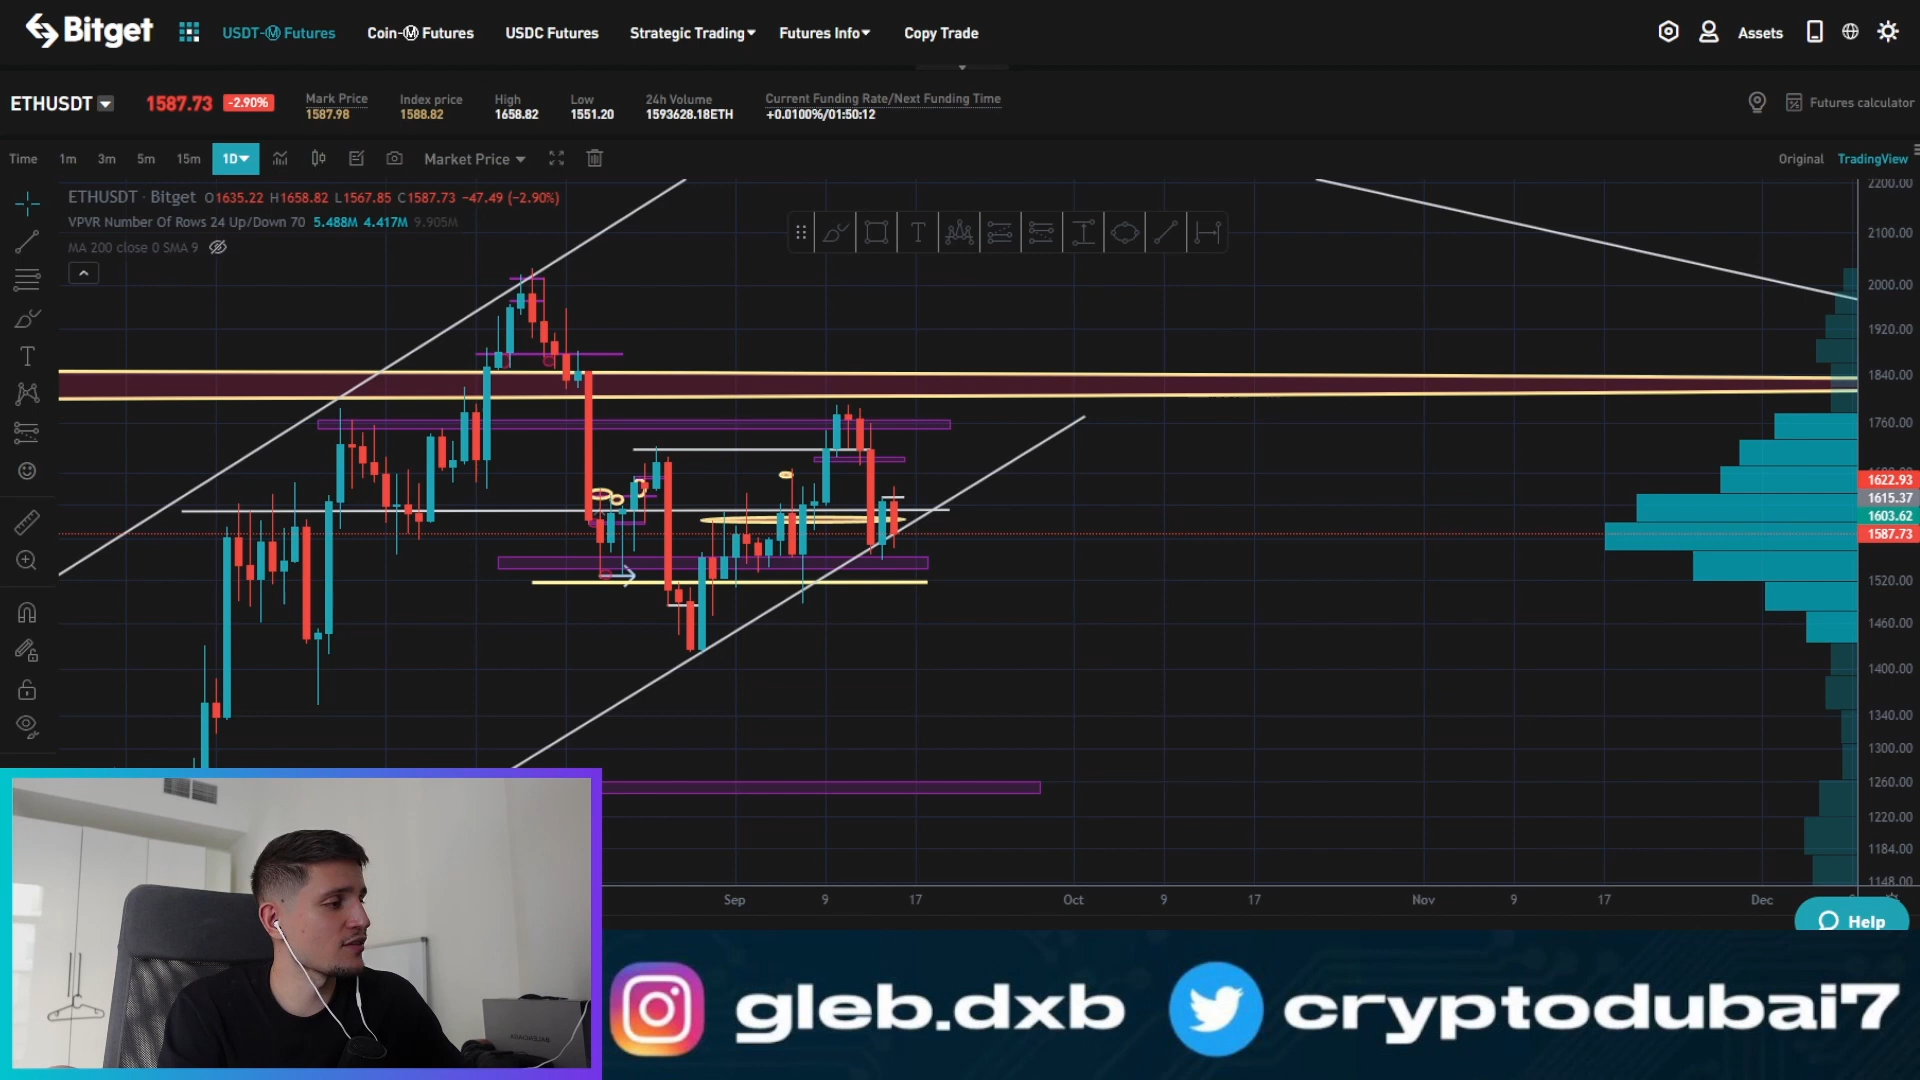 Bitget USDT-Ⓜ Futures Coin-Ⓜ Futures USDC Futures Strategic Trading Futures Info Copy Trade Assets
ETHUSDT 1587.73 -2.90% Mark Price Index price High Low 24h Volume Current Funding Rate/Next Funding Time Futures calculator
1587.98 1588.82 1658.82 1551.20 1593628.18ETH +0.0100%/01:50:12
Time 1m 3m 5m 15m 1D Market Price Original TradingView
ETHUSDT · Bitget O1635.22 H1658.82 L1567.85 C1587.73 -47.49 (-2.90%)
VPVR Number Of Rows 24 Up/Down 70 5.488M 4.417M 9.905M
MA 200 close 0 SMA 9
2200.00
2100.00
2000.00
1920.00
1840.00
1760.00
1622.93
1615.37
1603.62
1587.73
1520.00
1460.00
1400.00
1340.00
1300.00
1260.00
1220.00
1184.00
1148.00
Sep 9 17 Oct 9 17 Nov 9 17 Dec
Help
gleb.dxb cryptodubai7